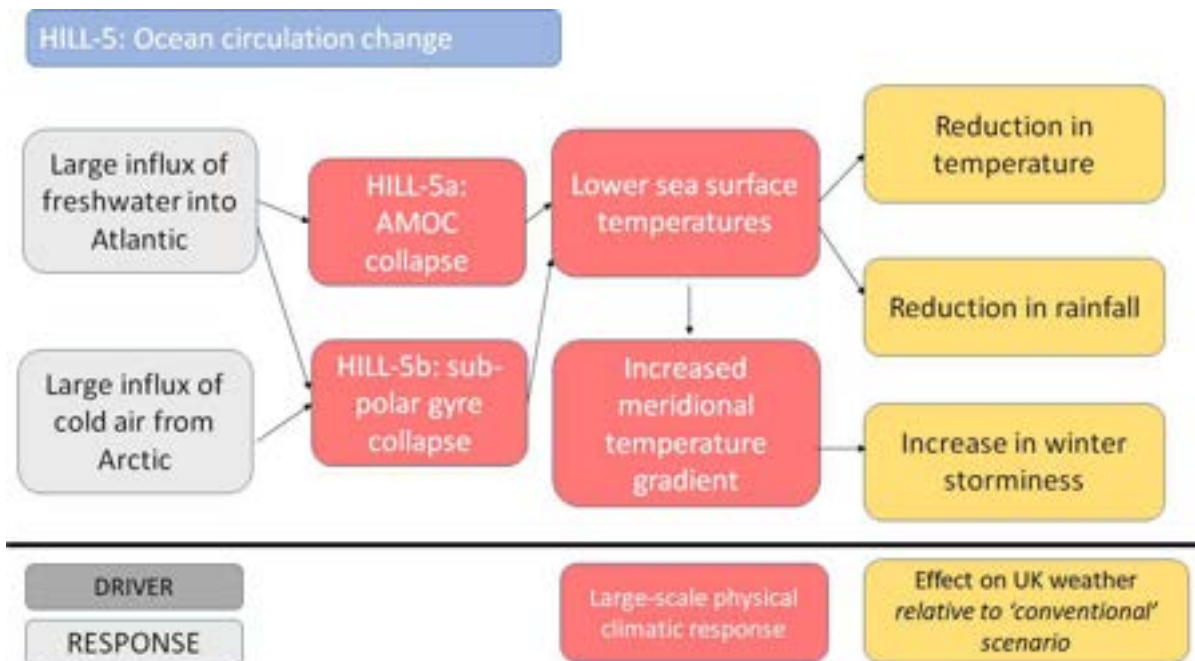 HILL-5: Ocean circulation change
Large influx of
freshwater into
Atlantic
HILL-5a:
AMOC
collapse
Lower sea surface
temperatures
Reduction in
temperature
Reduction in rainfall
Large influx of
cold air from
Arctic
HILL-5b: sub-
polar gyre
collapse
Increased
meridional
temperature
gradient
Increase in winter
storminess
DRIVER
RESPONSE
Large-scale physical
climatic response
Effect on UK weather
relative to ‘conventional’
scenario